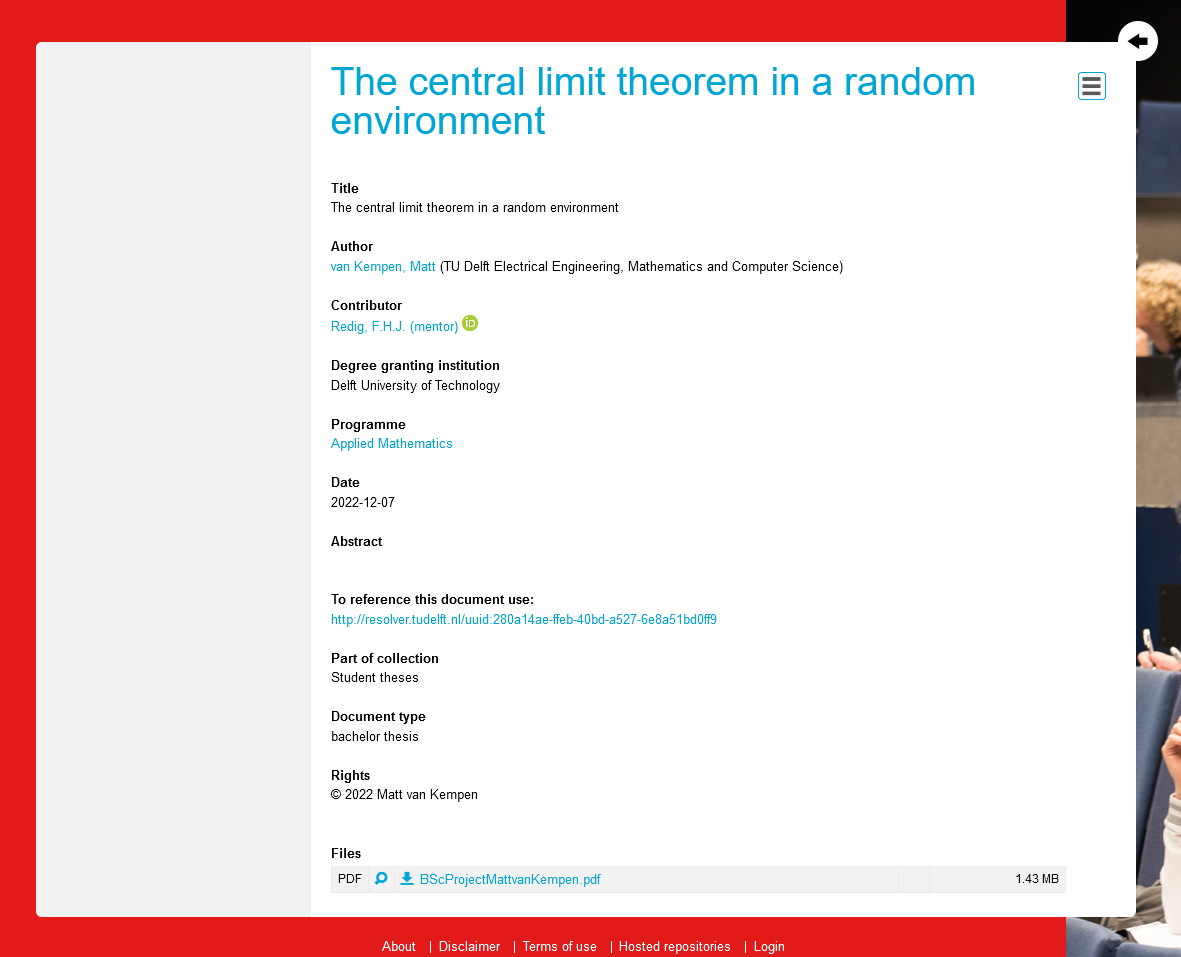 The central limit theorem in a random
environment
Title
The central limit theorem in a random environment
Author
van Kempen, Matt (TU Delft Electrical Engineering, Mathematics and Computer Science)
Contributor
Redig, F.H.J. (mentor) iD
Degree granting institution
Delft University of Technology
Programme
Applied Mathematics
Date
2022-12-07
Abstract
To reference this document use:
http://resolver.tudelft.nl/uuid:280a14ae-ffeb-40bd-a527-6e8a51bd0ff9
Part of collection
Student theses
Document type
bachelor thesis
Rights
© 2022 Matt van Kempen
Files
PDF BScProjectMattvanKempen.pdf 1.43 MB
About | Disclaimer | Terms of use | Hosted repositories | Login